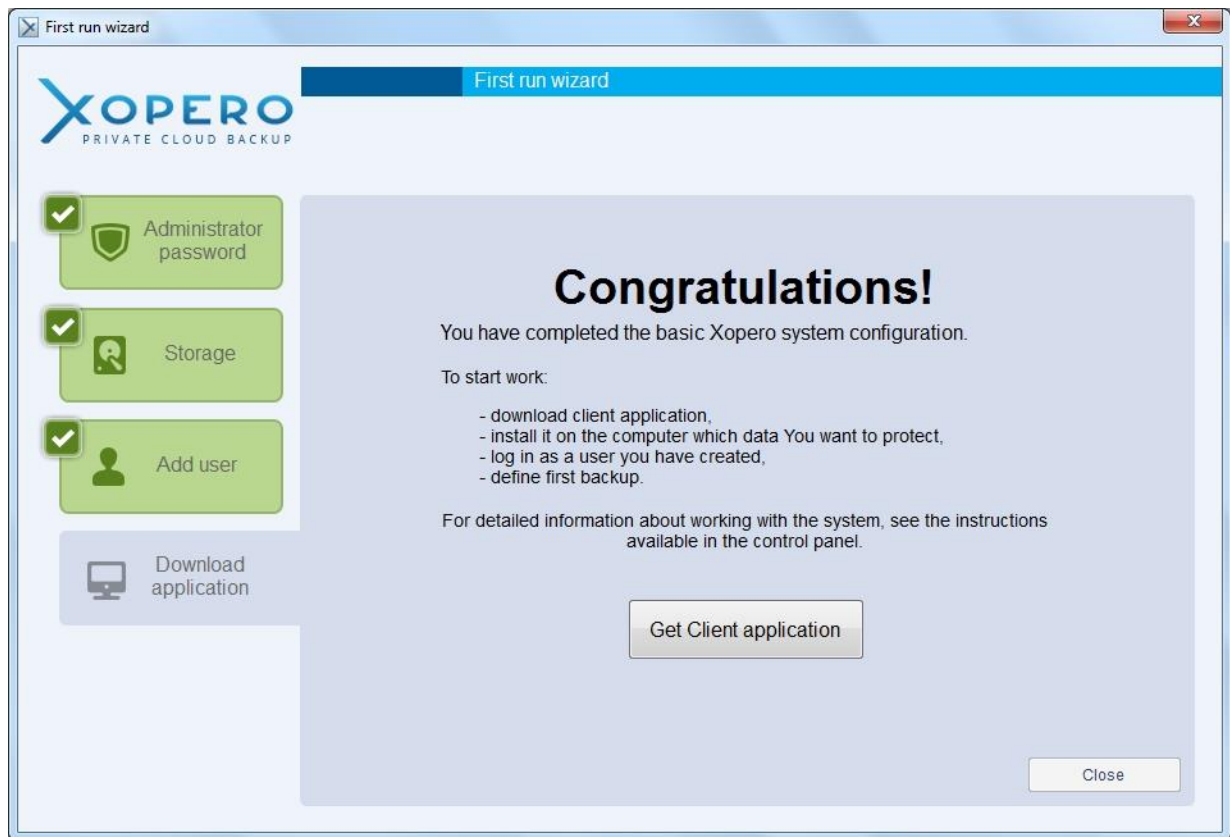 First run wizard
First run wizard
XOPERO
PRIVATE CLOUD BACKUP
Administrator
password
Storage
Add user
Download
application
Congratulations!
You have completed the basic Xopero system configuration.
To start work:
- download client application,
- install it on the computer which data You want to protect,
- log in as a user you have created,
- define first backup.
For detailed information about working with the system, see the instructions
available in the control panel.
Get Client application
Close